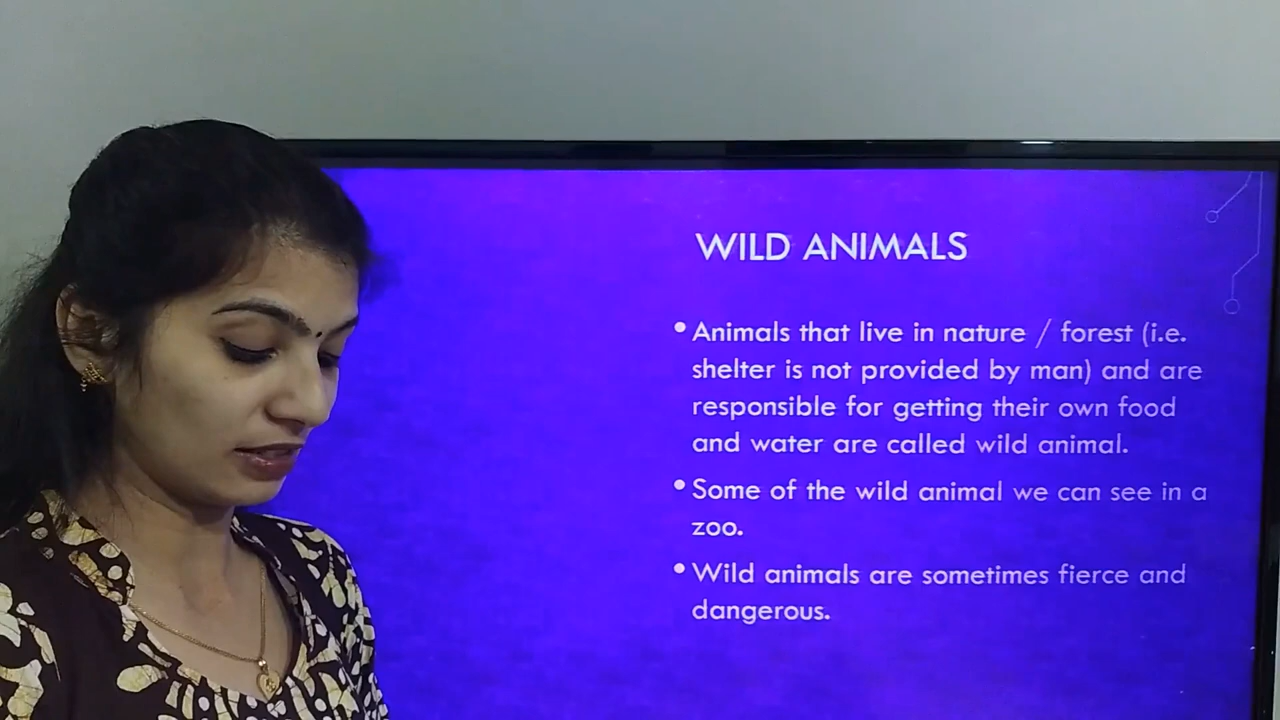 WILD ANIMALS
• Animals that live in nature / forest (i.e.
shelter is not provided by man) and are
responsible for getting their own food
and water are called wild animal.
• Some of the wild animal we can see in a
zoo.
• Wild animals are sometimes fierce and
dangerous.